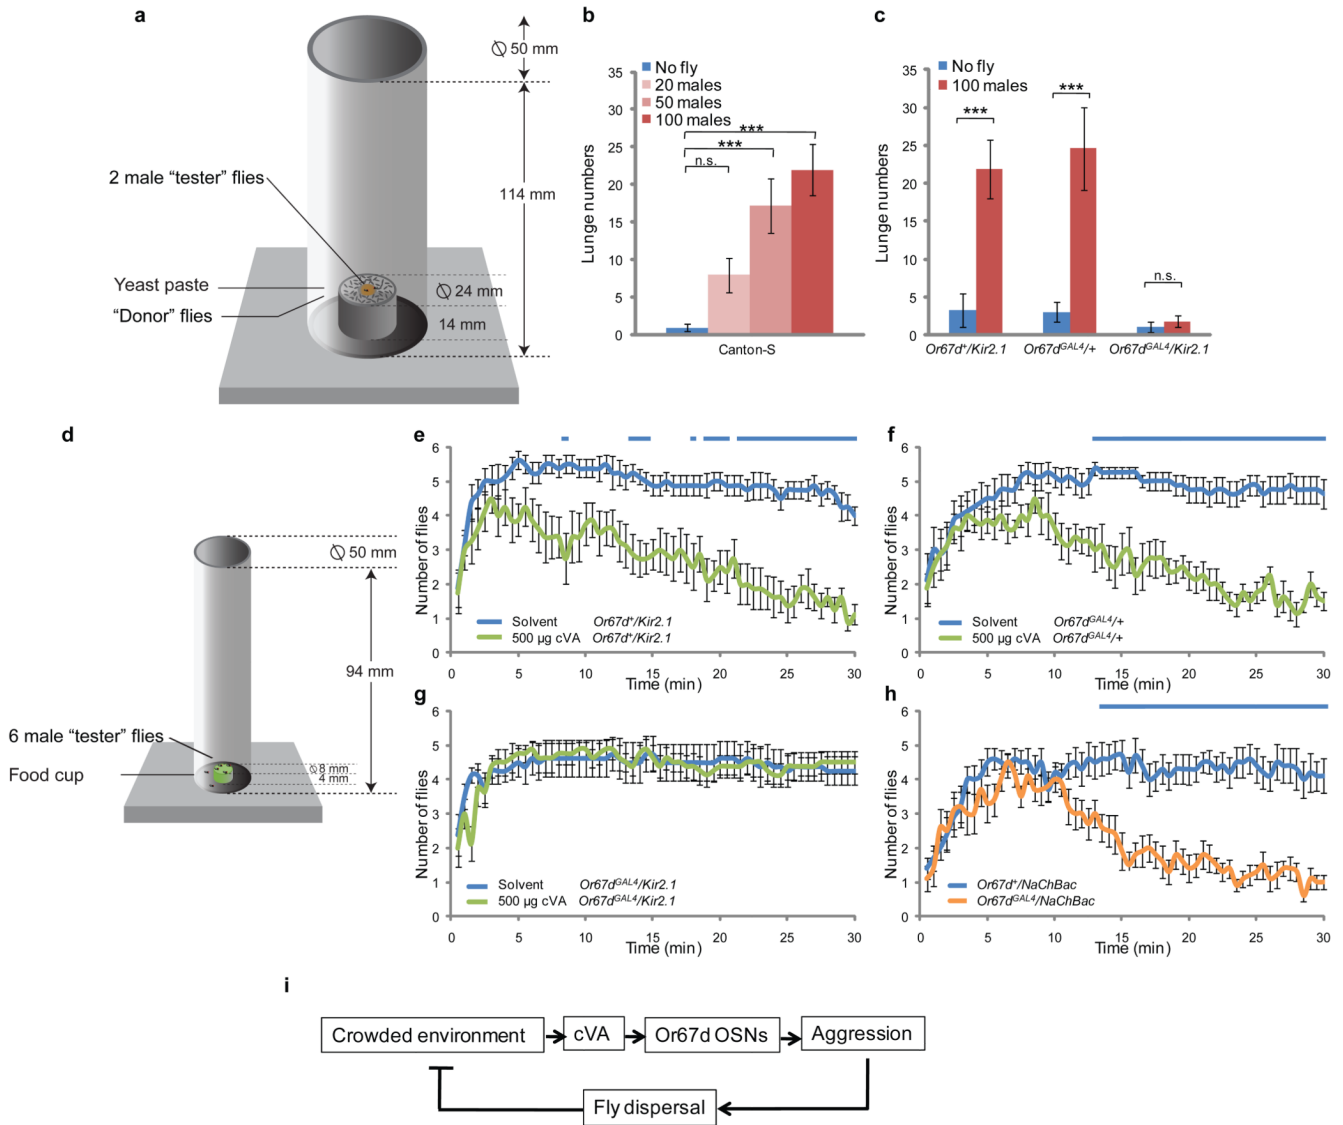 a
Ø 50 mm
114 mm
2 male “tester” flies
Yeast paste
“Donor” flies
Ø 24 mm
14 mm
b
No fly
20 males
50 males
100 males
***
***
n.s.
Lunge numbers
35
30
25
20
15
10
5
0
Canton-S
c
No fly
100 males
***
***
n.s.
Lunge numbers
35
30
25
20
15
10
5
0
Or67d⁺/Kir2.1
Or67dᴳᴬᴸ⁴/+
Or67dᴳᴬᴸ⁴/Kir2.1
d
Ø 50 mm
94 mm
6 male “tester” flies
Food cup
Ø8 mm
4 mm
e
Number of flies
6
5
4
3
2
1
0
Solvent Or67d⁺/Kir2.1
500 µg cVA Or67d⁺/Kir2.1
0 5 10 15 20 25 30
Time (min)
f
Number of flies
6
5
4
3
2
1
0
Solvent Or67dᴳᴬᴸ⁴/+
500 µg cVA Or67dᴳᴬᴸ⁴/+
0 5 10 15 20 25 30
Time (min)
g
Number of flies
6
5
4
3
2
1
0
Solvent Or67dᴳᴬᴸ⁴/Kir2.1
500 µg cVA Or67dᴳᴬᴸ⁴/Kir2.1
0 5 10 15 20 25 30
Time (min)
h
Number of flies
6
5
4
3
2
1
0
Or67d⁺/NaChBac
Or67dᴳᴬᴸ⁴/NaChBac
0 5 10 15 20 25 30
Time (min)
i
Crowded environment
cVA
Or67d OSNs
Aggression
Fly dispersal